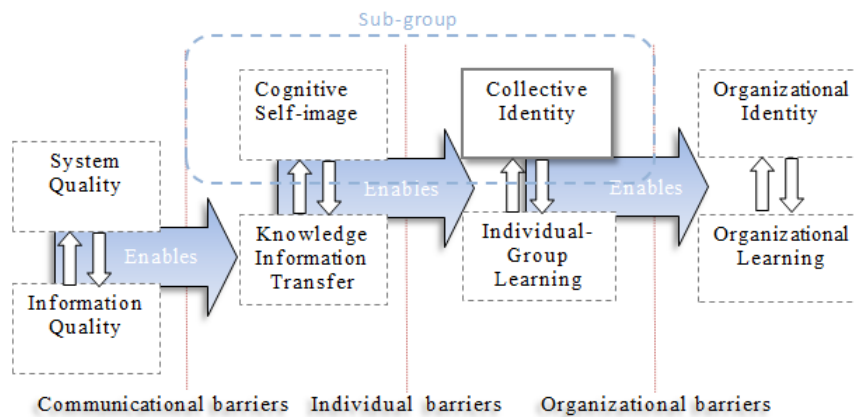 Sub-group
Cognitive
Self-image
Collective
Identity
Organizational
Identity
System
Quality
Enables
Enables
Enables
Knowledge
Information
Transfer
Individual-
Group
Learning
Organizational
Learning
Information
Quality
Communicational barriers
Individual barriers
Organizational barriers